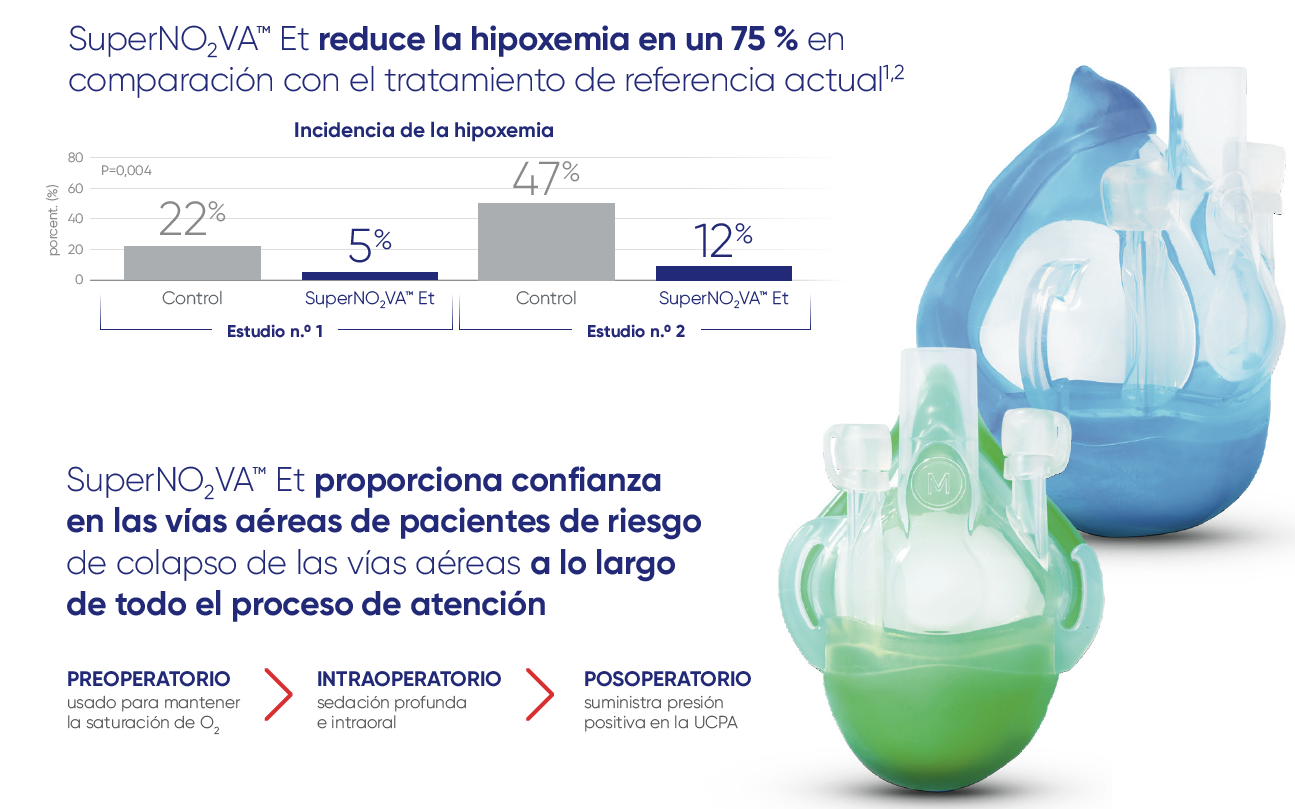 SuperNO₂VA™ Et reduce la hipoxemia en un 75 % en
comparación con el tratamiento de referencia actual¹,²
Incidencia de la hipoxemia
80
60
40
20
0
porcent. (%)
P=0,004
22%
5%
47%
12%
Control
SuperNO₂VA™ Et
Control
SuperNO₂VA™ Et
Estudio n.º 1
Estudio n.º 2
SuperNO₂VA™ Et proporciona confianza
en las vías aéreas de pacientes de riesgo
de colapso de las vías aéreas a lo largo
de todo el proceso de atención
PREOPERATORIO
usado para mantener
la saturación de O₂
INTRAOPERATORIO
sedación profunda
e intraoral
POSOPERATORIO
suministra presión
positiva en la UCPA
M